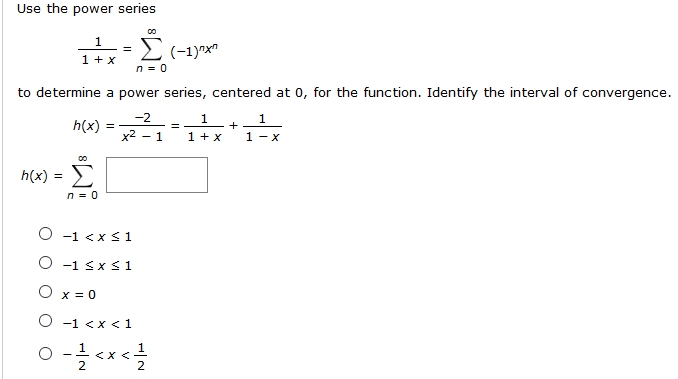 Use the power series
1/(1 + x) = ∞ Σ n = 0 (−1)ⁿxⁿ
to determine a power series, centered at 0, for the function. Identify the interval of convergence.
h(x) = −2/(x² − 1) = 1/(1 + x) + 1/(1 − x)
h(x) = ∞ Σ n = 0
−1 < x ≤ 1
−1 ≤ x ≤ 1
x = 0
−1 < x < 1
−1/2 < x < 1/2